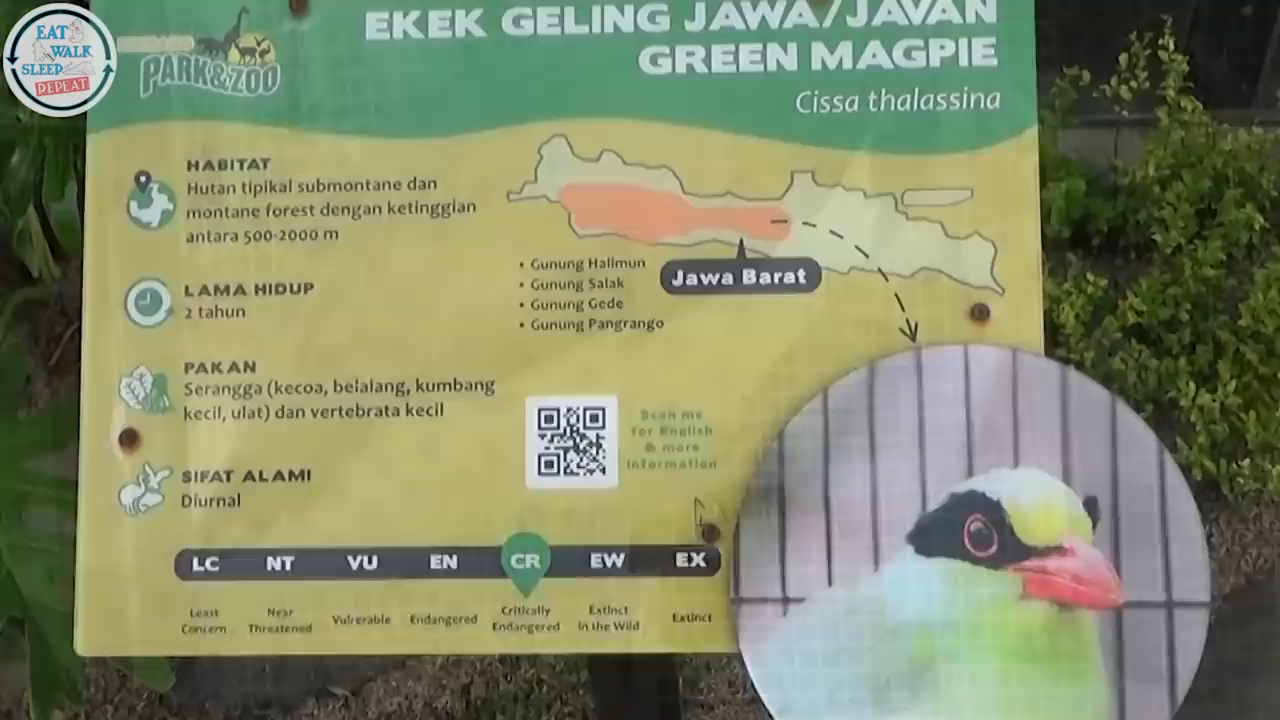 EAT
WALK
SLEEP
REPEAT
PARK&ZOO
EKEK GELING JAWA/JAVAN
GREEN MAGPIE
Cissa thalassina
HABITAT
Hutan tipikal submontane dan
montane forest dengan ketinggian
antara 500-2000 m
LAMA HIDUP
2 tahun
PAKAN
Serangga (kecoa, belalang, kumbang
kecil, ulat) dan vertebrata kecil
SIFAT ALAMI
Diurnal
• Gunung Halimun
• Gunung Salak
• Gunung Gede
• Gunung Pangrango
Jawa Barat
Scan me
for English
& more
information
LC NT VU EN CR EW EX
Least
Concern
Near
Threatened
Vulnerable
Endangered
Critically
Endangered
Extinct
in the Wild
Extinct